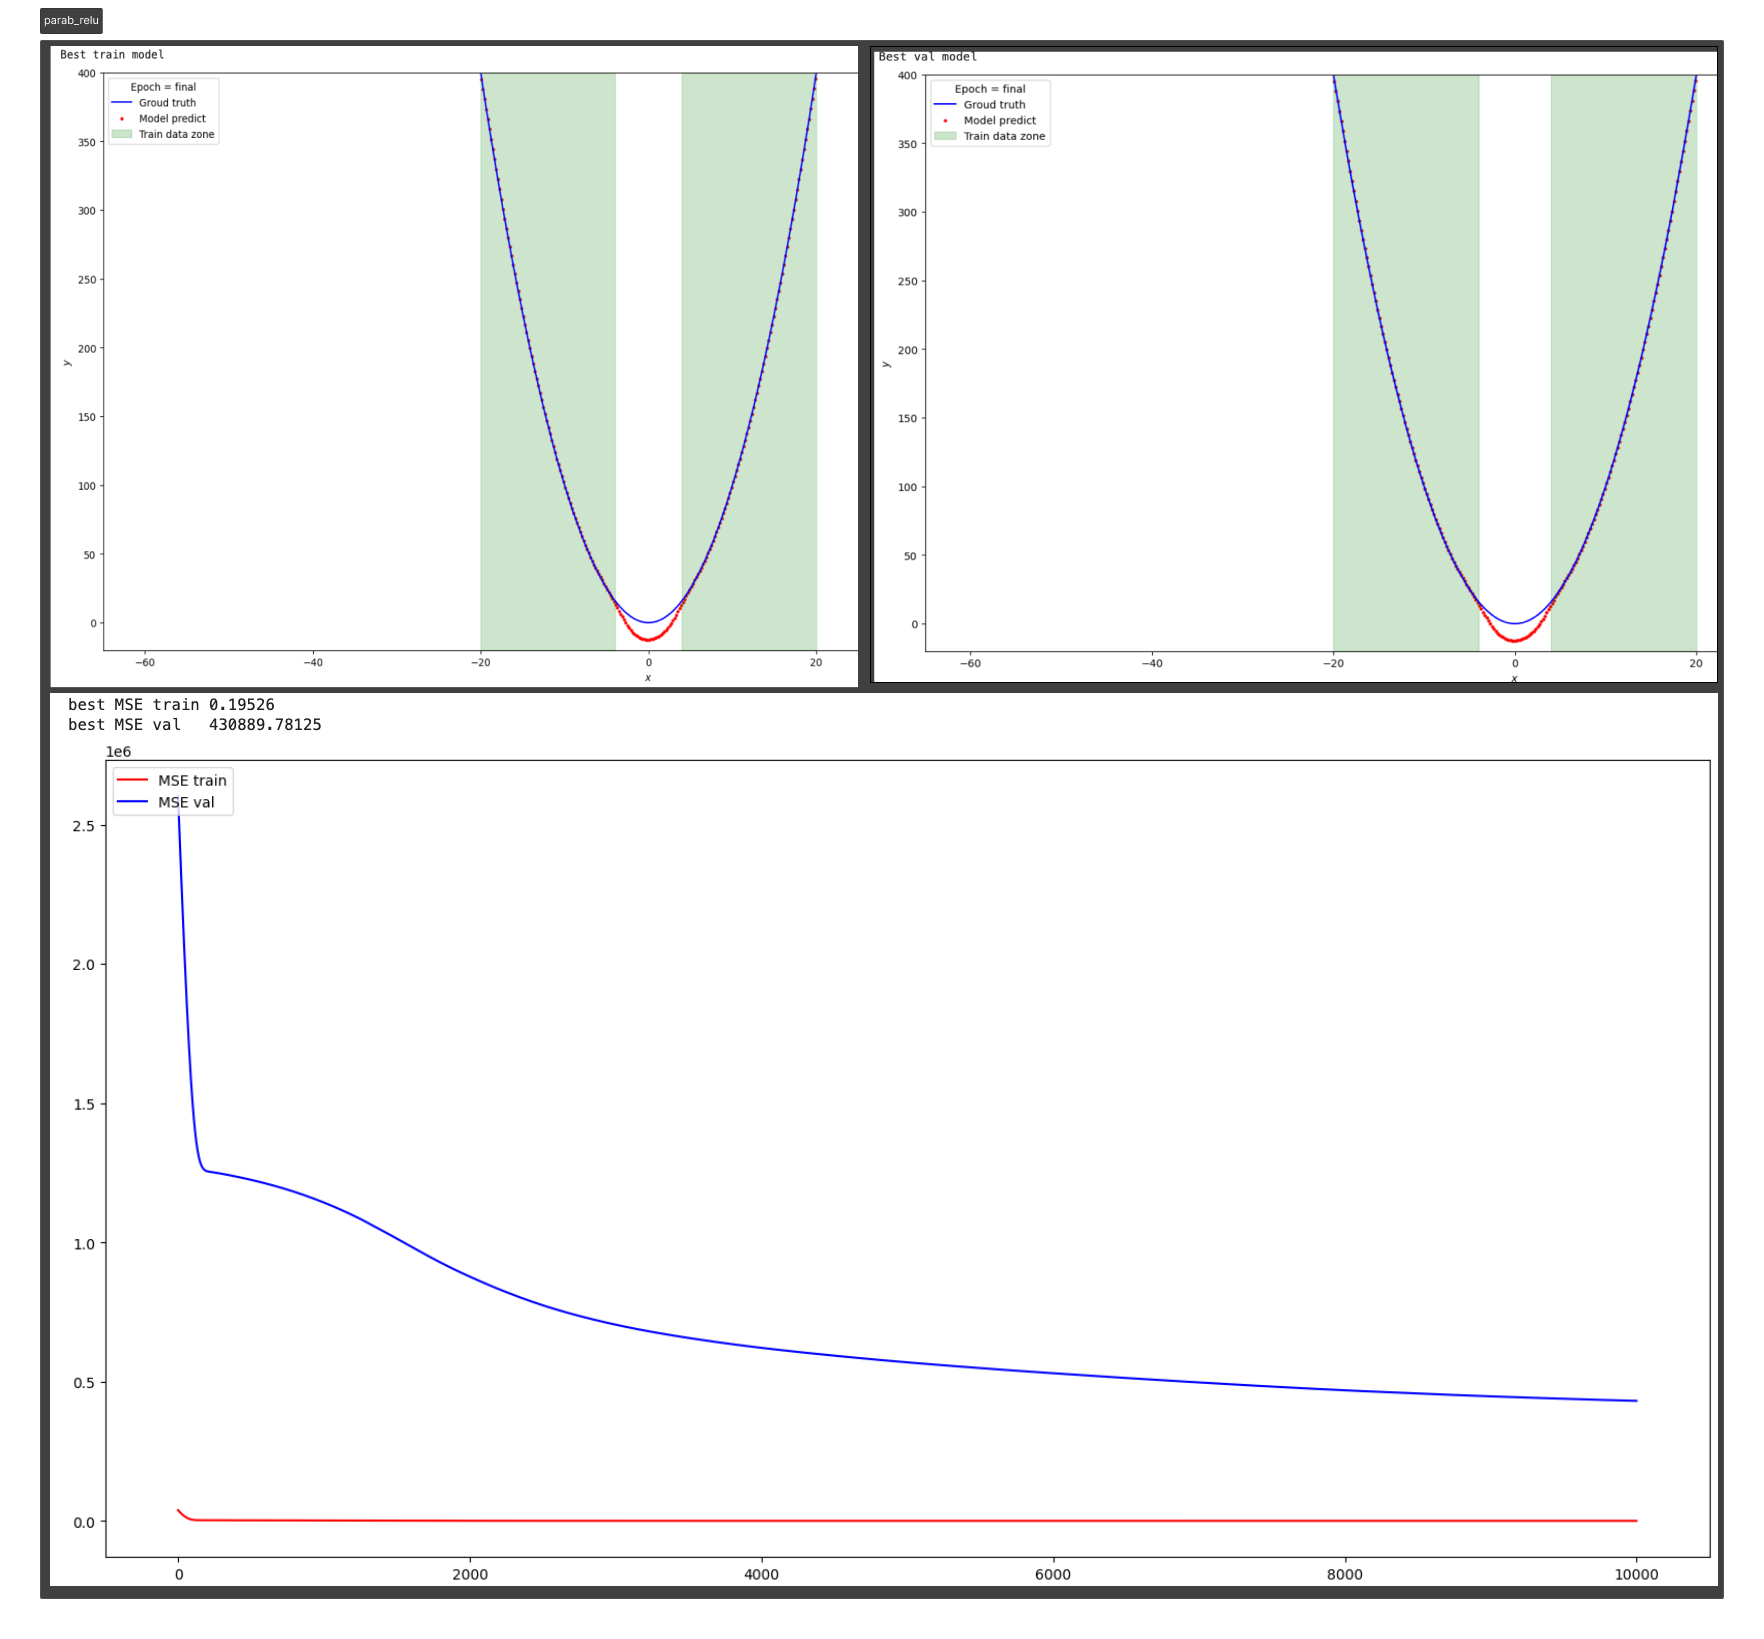 parab_relu
Best train model
Epoch = final
Groud truth
Model predict
Train data zone
400
350
300
250
200
150
100
50
0
y
−60
−40
−20
0
20
x
Best val model
Epoch = final
Groud truth
Model predict
Train data zone
400
350
300
250
200
150
100
50
0
y
−60
−40
−20
0
20
x
best MSE train 0.19526
best MSE val 430889.78125
1e6
MSE train
MSE val
2.5
2.0
1.5
1.0
0.5
0.0
0
2000
4000
6000
8000
10000